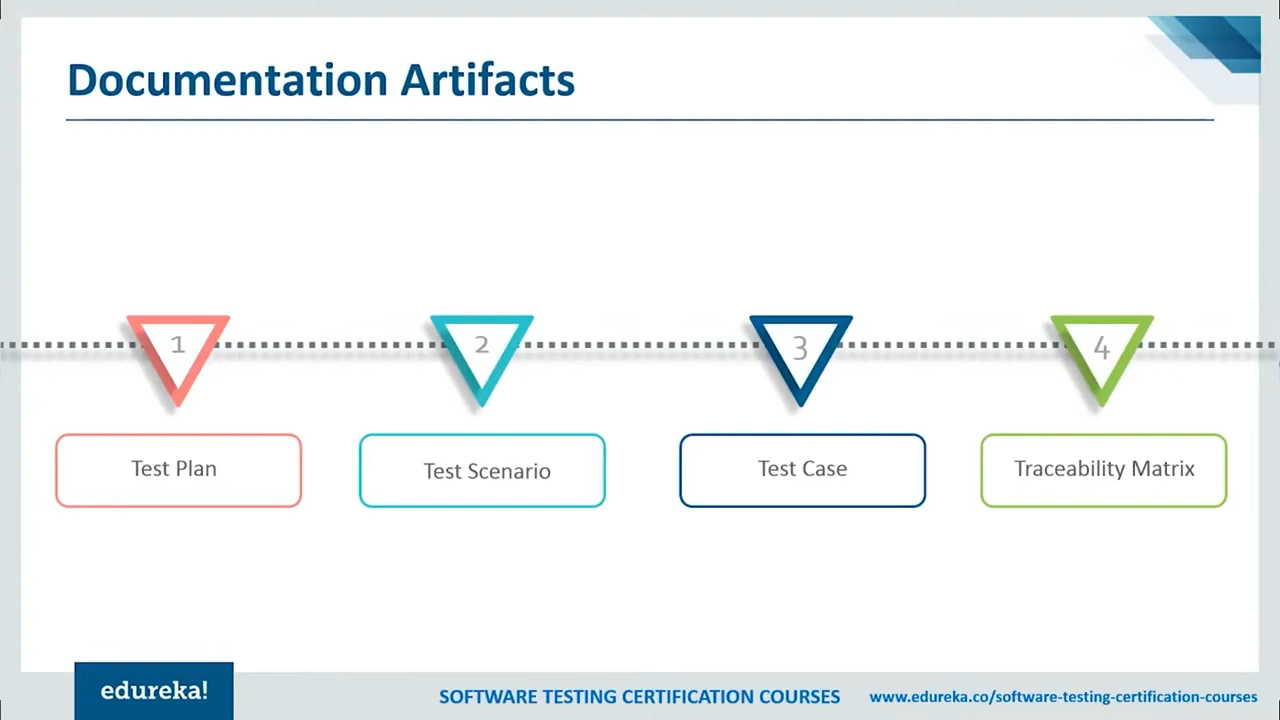 Documentation Artifacts
1
2
3
4
Test Plan
Test Scenario
Test Case
Traceability Matrix
edureka!
SOFTWARE TESTING CERTIFICATION COURSES
www.edureka.co/software-testing-certification-courses